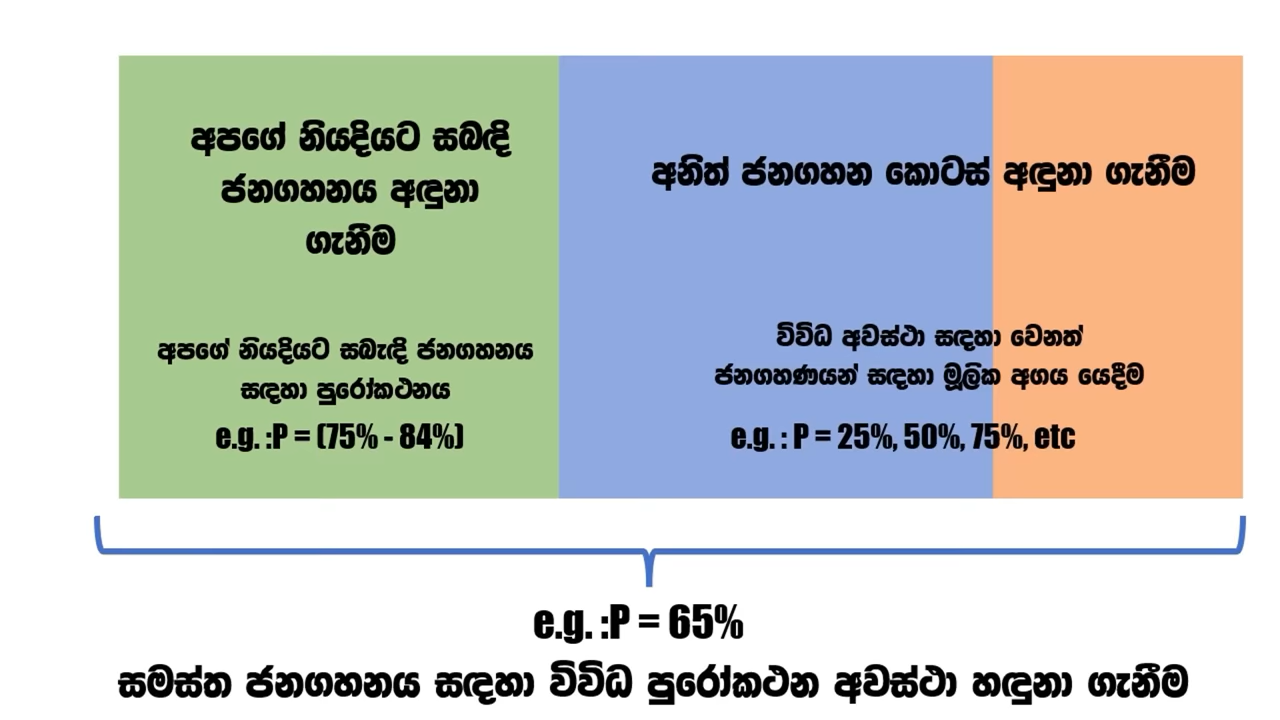 අපගේ නියදියට සබඳි
ජනගහනය අඳුනා
ගැනීම
අපගේ නියදියට සබැඳි ජනගහනය
සඳහා පුරෝකථනය
e.g. :P = (75% - 84%)
අනිත් ජනගහන කොටස් අඳුනා ගැනීම
විවිධ අවස්ථා සඳහා වෙනත්
ජනගහණයන් සඳහා මූලික අගය යෙදීම
e.g. : P = 25%, 50%, 75%, etc
e.g. :P = 65%
සමස්ත ජනගහනය සඳහා විවිධ පුරෝකථන අවස්ථා හඳුනා ගැනීම